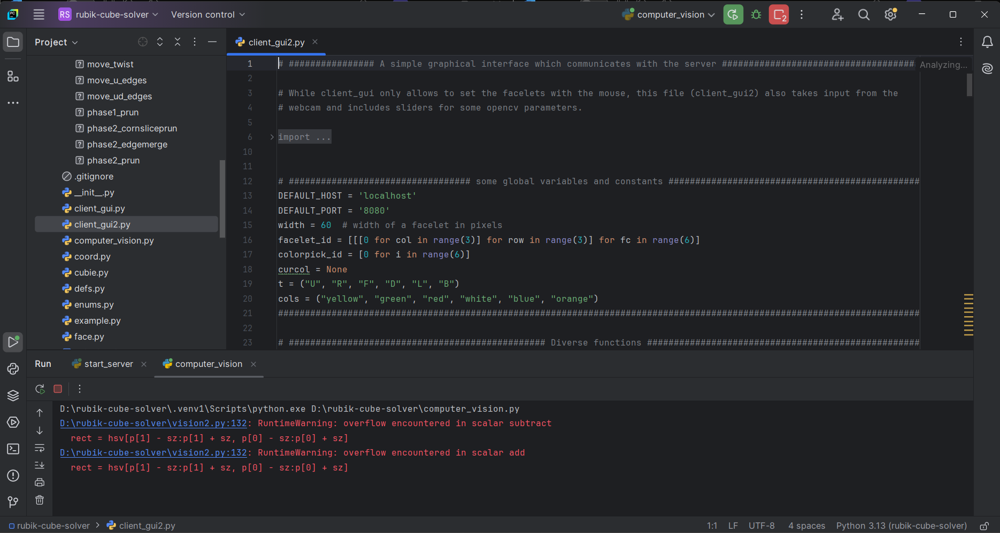 RS rubik-cube-solver Version control computer_vision 2
Project
client_gui2.py
move_twist
move_u_edges
move_ud_edges
phase1_prun
phase2_cornsliceprun
phase2_edgemerge
phase2_prun
.gitignore
__init__.py
client_gui.py
client_gui2.py
computer_vision.py
coord.py
cubie.py
defs.py
enums.py
example.py
face.py
1 # ################ A simple graphical interface which communicates with the server #################################### Analyzing...
2
3 # While client_gui only allows to set the facelets with the mouse, this file (client_gui2) also takes input from the
4 # webcam and includes sliders for some opencv parameters.
5
6 import ...
10
11
12 # ################################## some global variables and constants ###############################################
13 DEFAULT_HOST = 'localhost'
14 DEFAULT_PORT = '8080'
15 width = 60  # width of a facelet in pixels
16 facelet_id = [[[0 for col in range(3)] for row in range(3)] for fc in range(6)]
17 colorpick_id = [0 for i in range(6)]
18 curcol = None
19 t = ("U", "R", "F", "D", "L", "B")
20 cols = ("yellow", "green", "red", "white", "blue", "orange")
21 ########################################################################################################################
22
23 # ################################################ Diverse functions ###################################################
Run start_server computer_vision
D:\rubik-cube-solver\.venv1\Scripts\python.exe D:\rubik-cube-solver\computer_vision.py
D:\rubik-cube-solver\vision2.py:132: RuntimeWarning: overflow encountered in scalar subtract
rect = hsv[p[1] - sz:p[1] + sz, p[0] - sz:p[0] + sz]
D:\rubik-cube-solver\vision2.py:132: RuntimeWarning: overflow encountered in scalar add
rect = hsv[p[1] - sz:p[1] + sz, p[0] - sz:p[0] + sz]
rubik-cube-solver > client_gui2.py 1:1 LF UTF-8 4 spaces Python 3.13 (rubik-cube-solver)